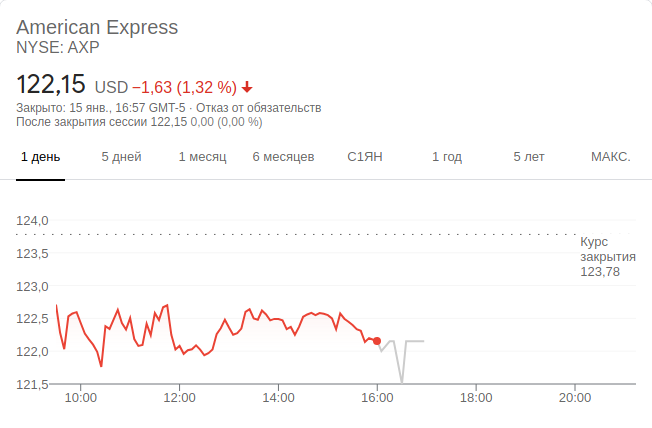 American Express
NYSE: AXP
122,15 USD −1,63 (1,32 %)
Закрыто: 15 янв., 16:57 GMT-5 · Отказ от обязательств
После закрытия сессии 122,15 0,00 (0,00 %)
1 день 5 дней 1 месяц 6 месяцев С1ЯН 1 год 5 лет МАКС.
124,0
Курс
123,5 закрытия
123,78
123,0
122,5
122,0
121,5
10:00 12:00 14:00 16:00 18:00 20:00